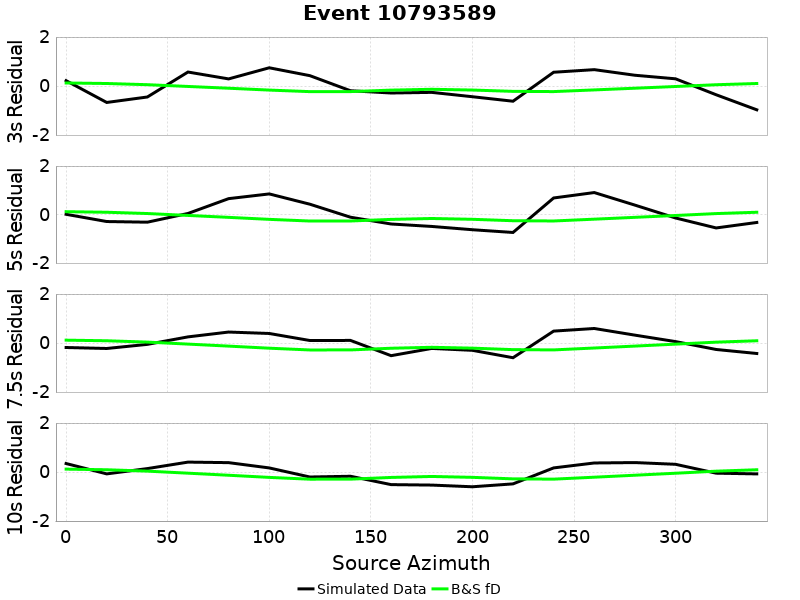 Event 10793589
3s Residual
2
0
-2
5s Residual
2
0
-2
7.5s Residual
2
0
-2
10s Residual
2
0
-2
0 50 100 150 200 250 300
Source Azimuth
Simulated Data B&S fD